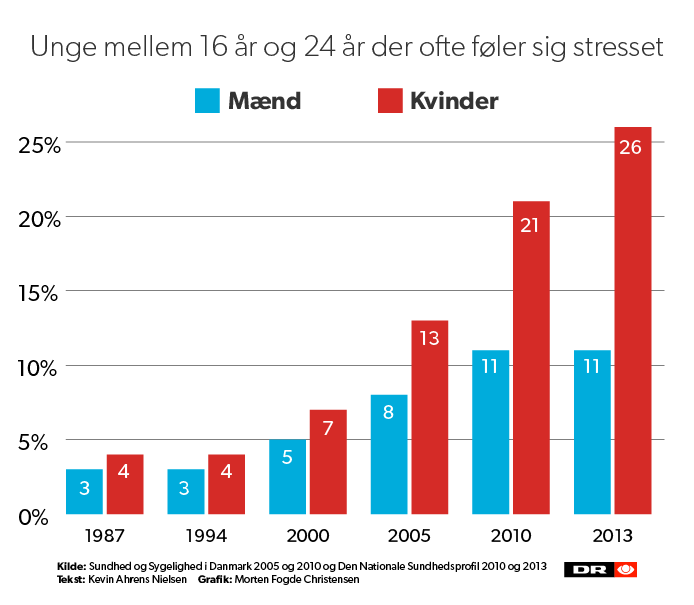 Unge mellem 16 år og 24 år der ofte føler sig stresset
Mænd Kvinder
25%
20%
15%
10%
5%
0%
3 4 3 4 5 7 8 13 11 21 11 26
1987 1994 2000 2005 2010 2013
Kilde: Sundhed og Sygelighed i Danmark 2005 og 2010 og Den Nationale Sundhedsprofil 2010 og 2013
Tekst: Kevin Ahrens Nielsen Grafik: Morten Fogde Christensen
DR